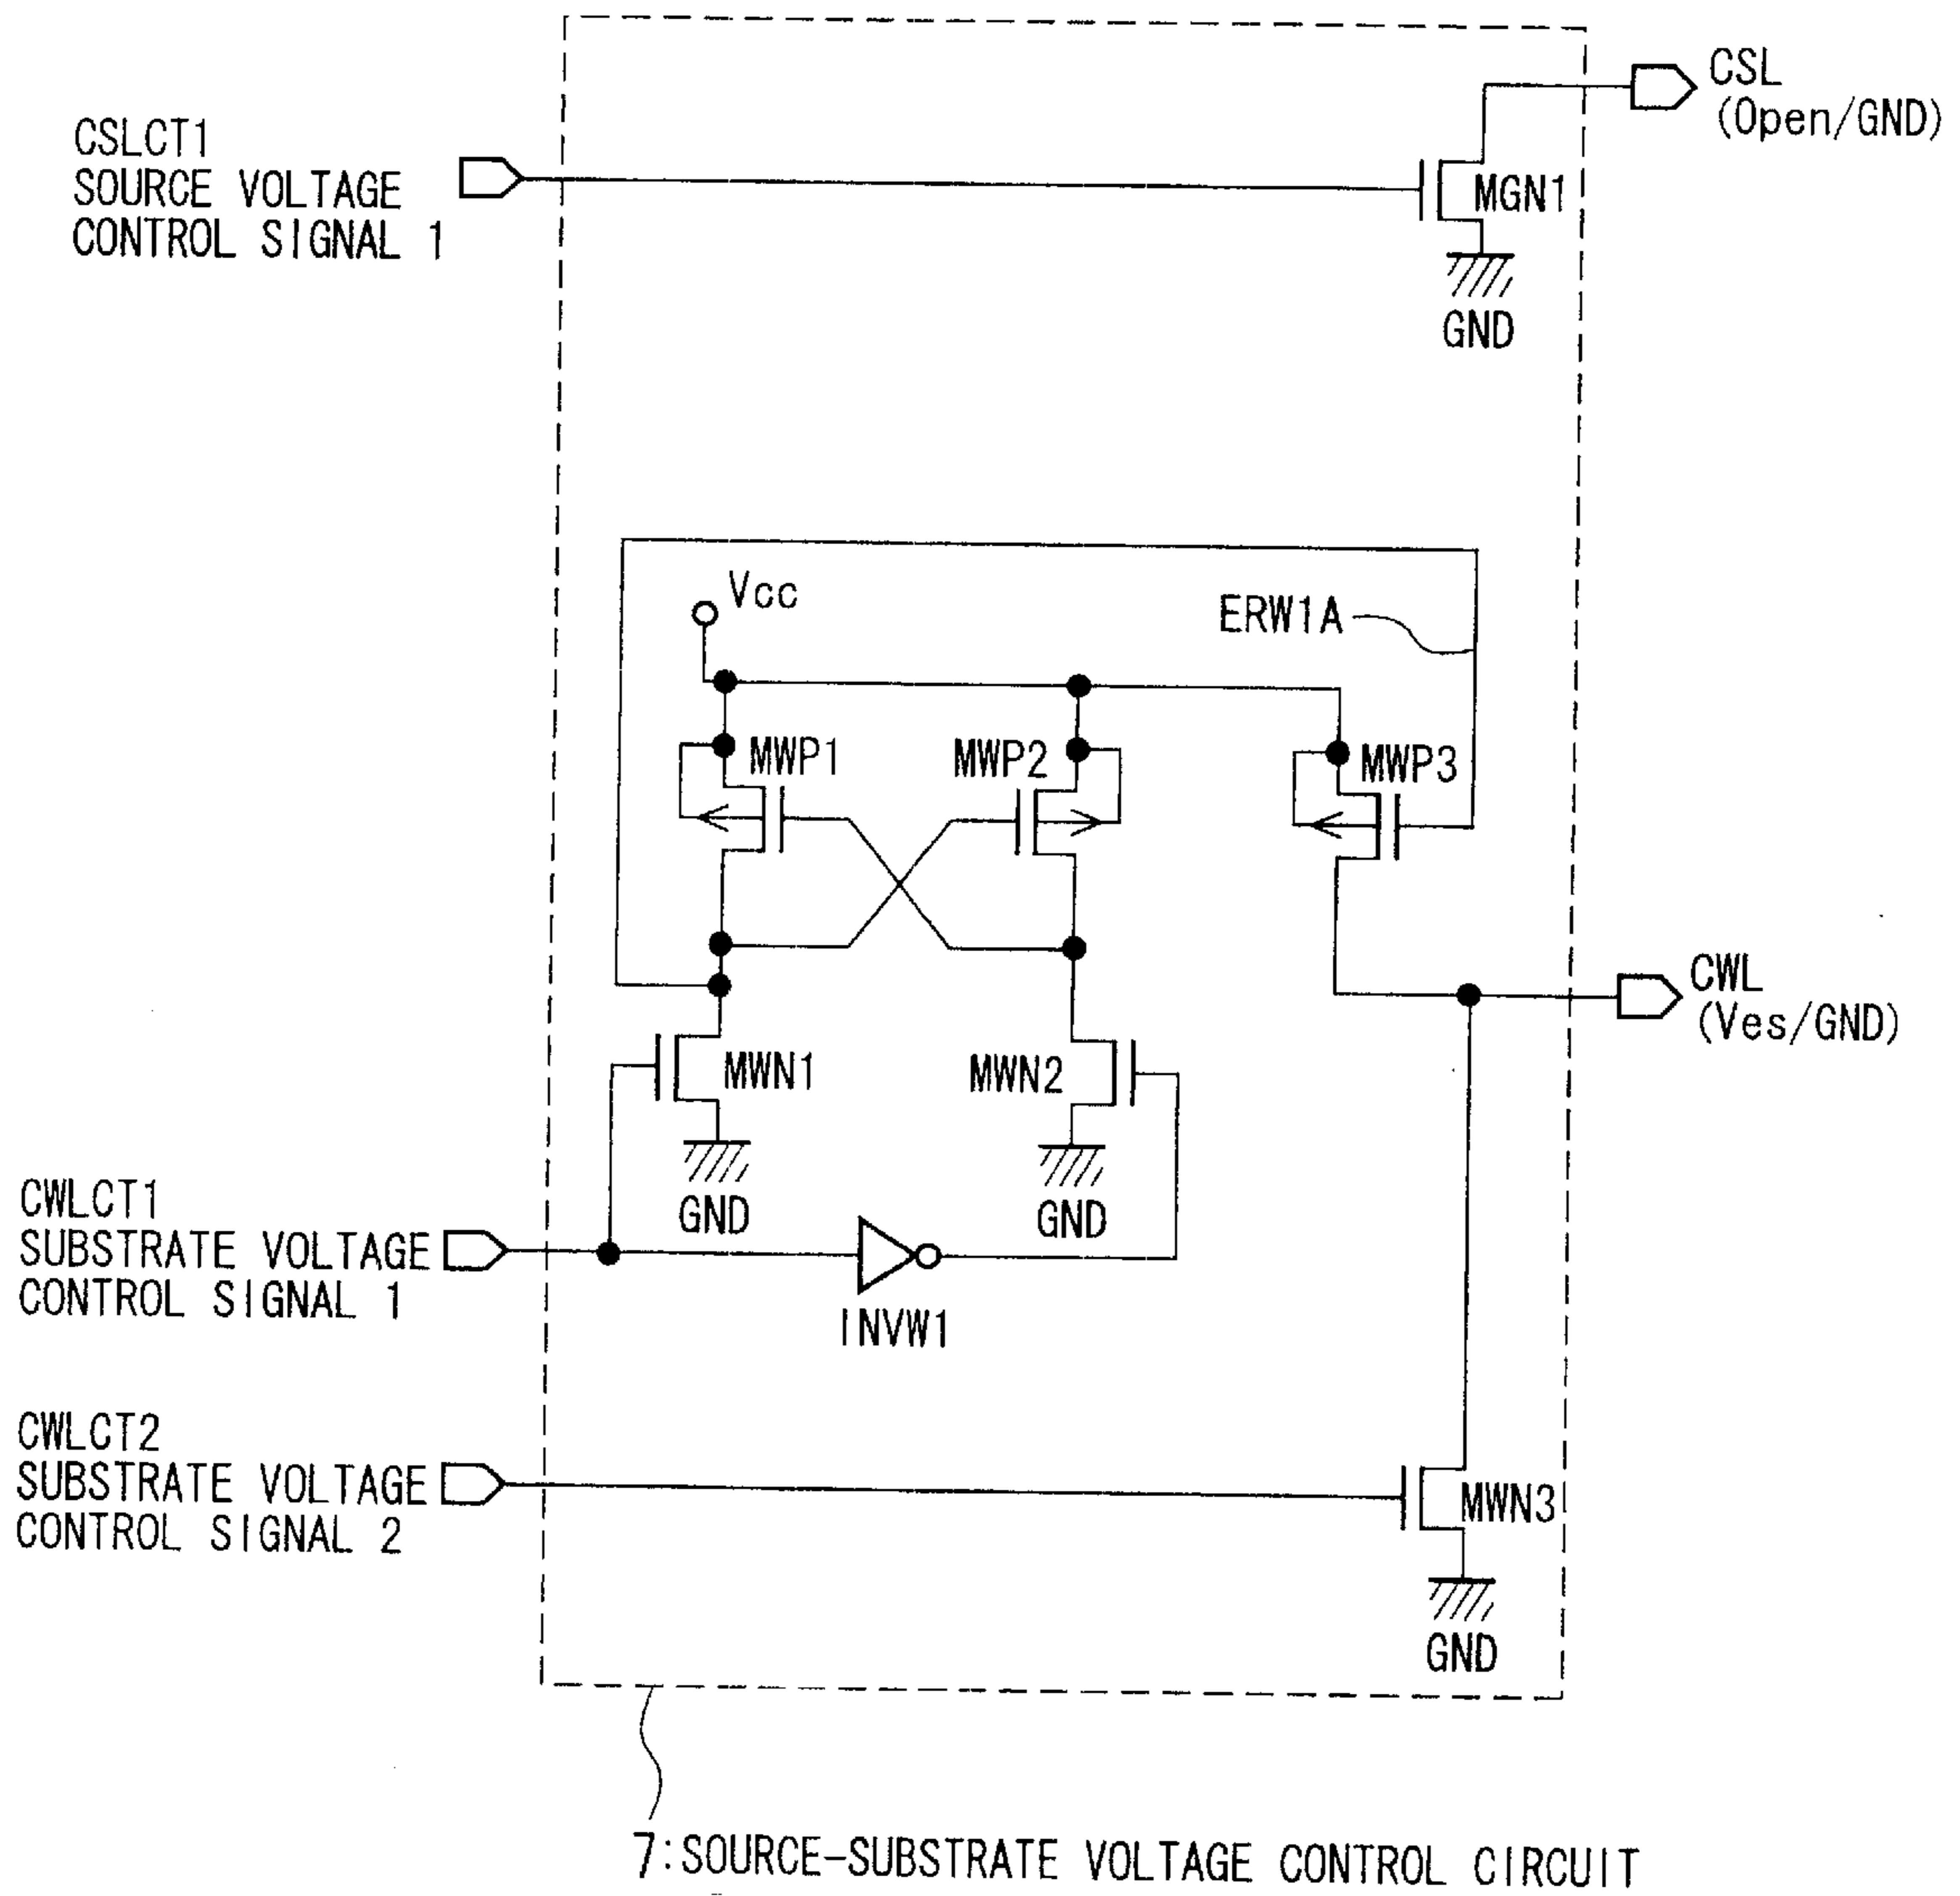 CSL
(Open/GND)
CSLCT1
SOURCE VOLTAGE
CONTROL SIGNAL 1
MGN1
GND
Vcc
ERW1A
MWP1
MWP2
MWP3
CWL
(Ves/GND)
MWN1
MWN2
GND
GND
CWLCT1
SUBSTRATE VOLTAGE
CONTROL SIGNAL 1
INVW1
CWLCT2
SUBSTRATE VOLTAGE
CONTROL SIGNAL 2
MWN3
GND
7:SOURCE-SUBSTRATE VOLTAGE CONTROL CIRCUIT